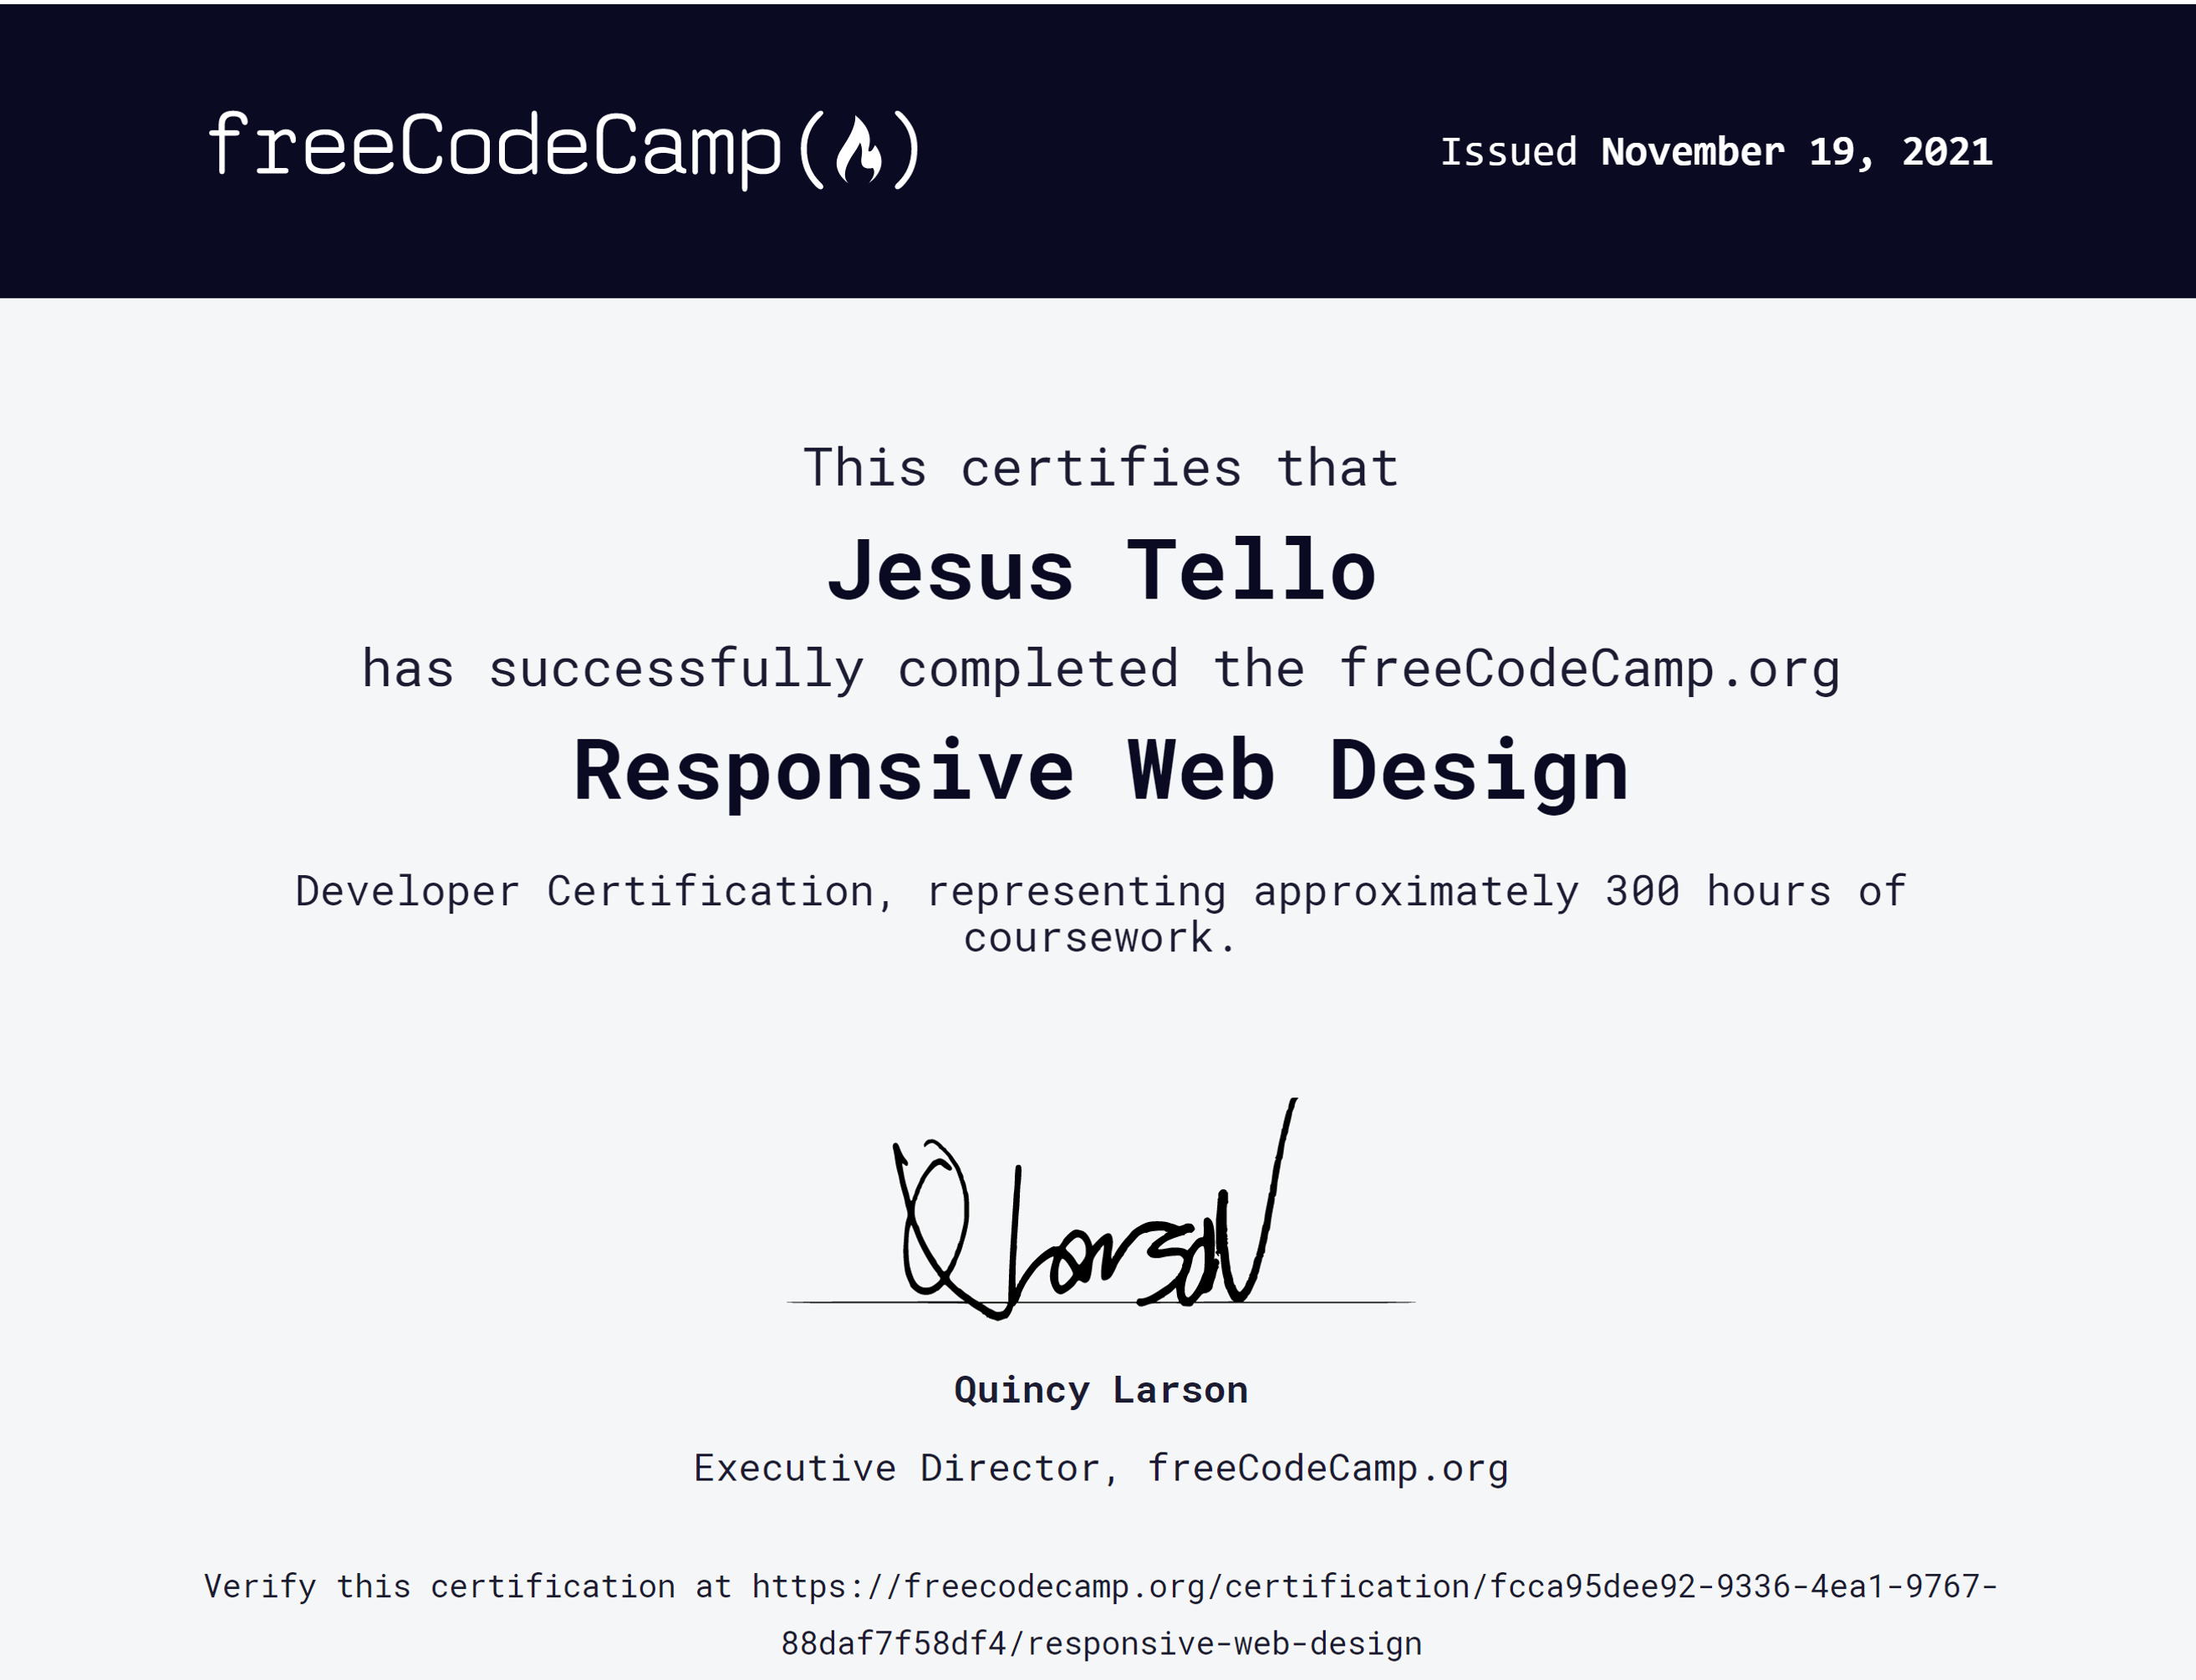 freeCodeCamp(🔥)
Issued November 19, 2021
This certifies that
Jesus Tello
has successfully completed the freeCodeCamp.org
Responsive Web Design
Developer Certification, representing approximately 300 hours of
coursework.
QLarson
Quincy Larson
Executive Director, freeCodeCamp.org
Verify this certification at https://freecodecamp.org/certification/fcca95dee92-9336-4ea1-9767-
88daf7f58df4/responsive-web-design